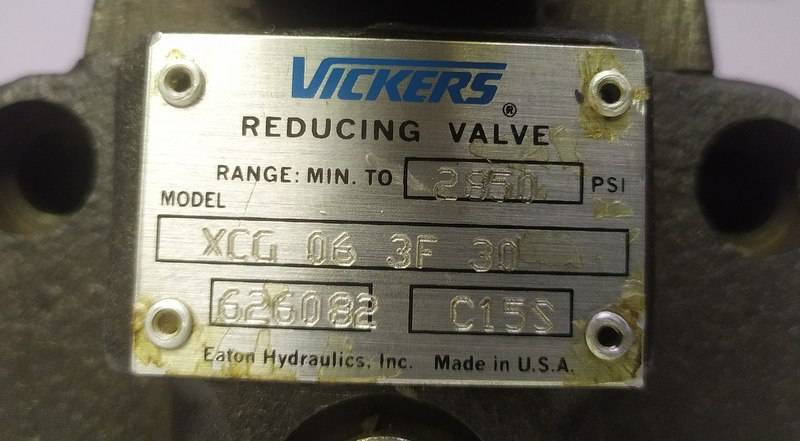 VICKERS®
REDUCING VALVE
RANGE: MIN. TO 2850 PSI
MODEL
XCG 06 3F 30
626082 C15S
Eaton Hydraulics, Inc. Made in U.S.A.